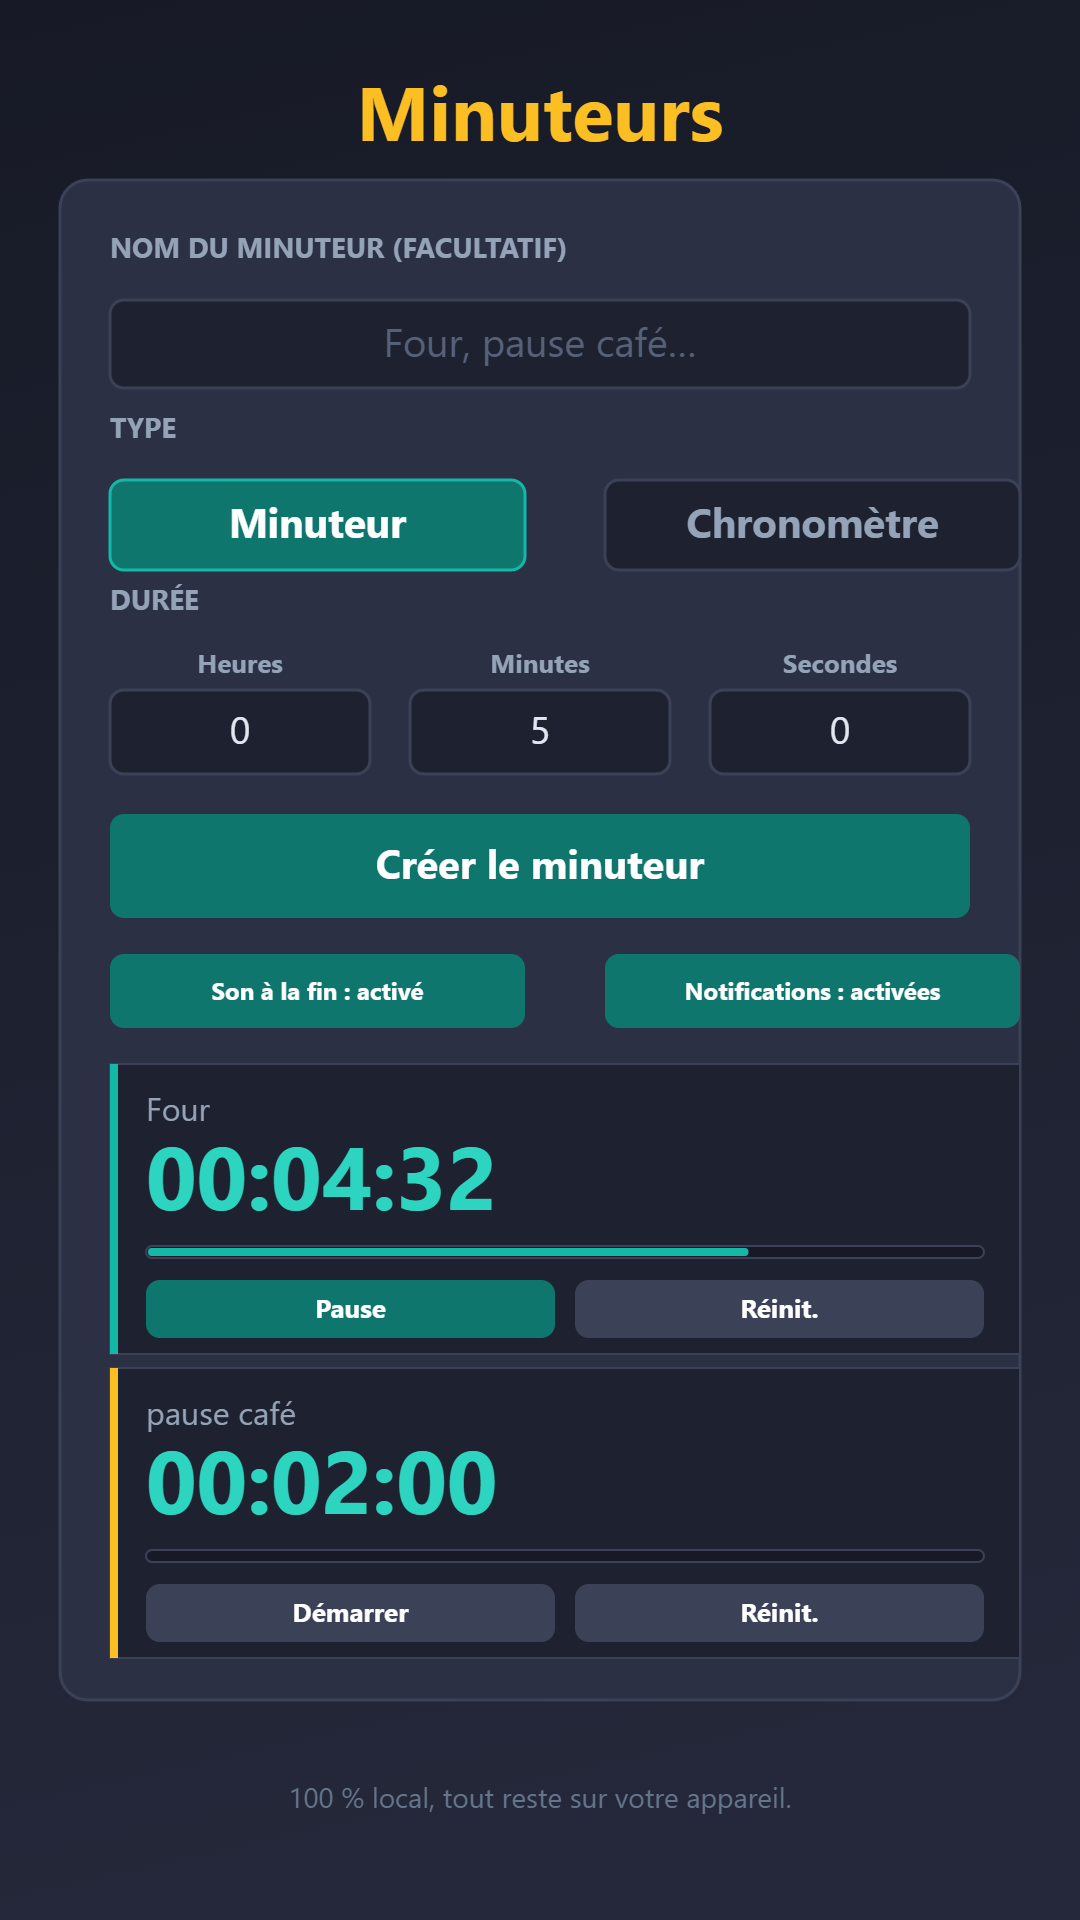 Minuteurs
NOM DU MINUTEUR (FACULTATIF)
Four, pause café...
TYPE
Minuteur
Chronomètre
DURÉE
Heures
Minutes
Secondes
0
5
0
Créer le minuteur
Son à la fin : activé
Notifications : activées
Four
00:04:32
Pause
Réinit.
pause café
00:02:00
Démarrer
Réinit.
100 % local, tout reste sur votre appareil.